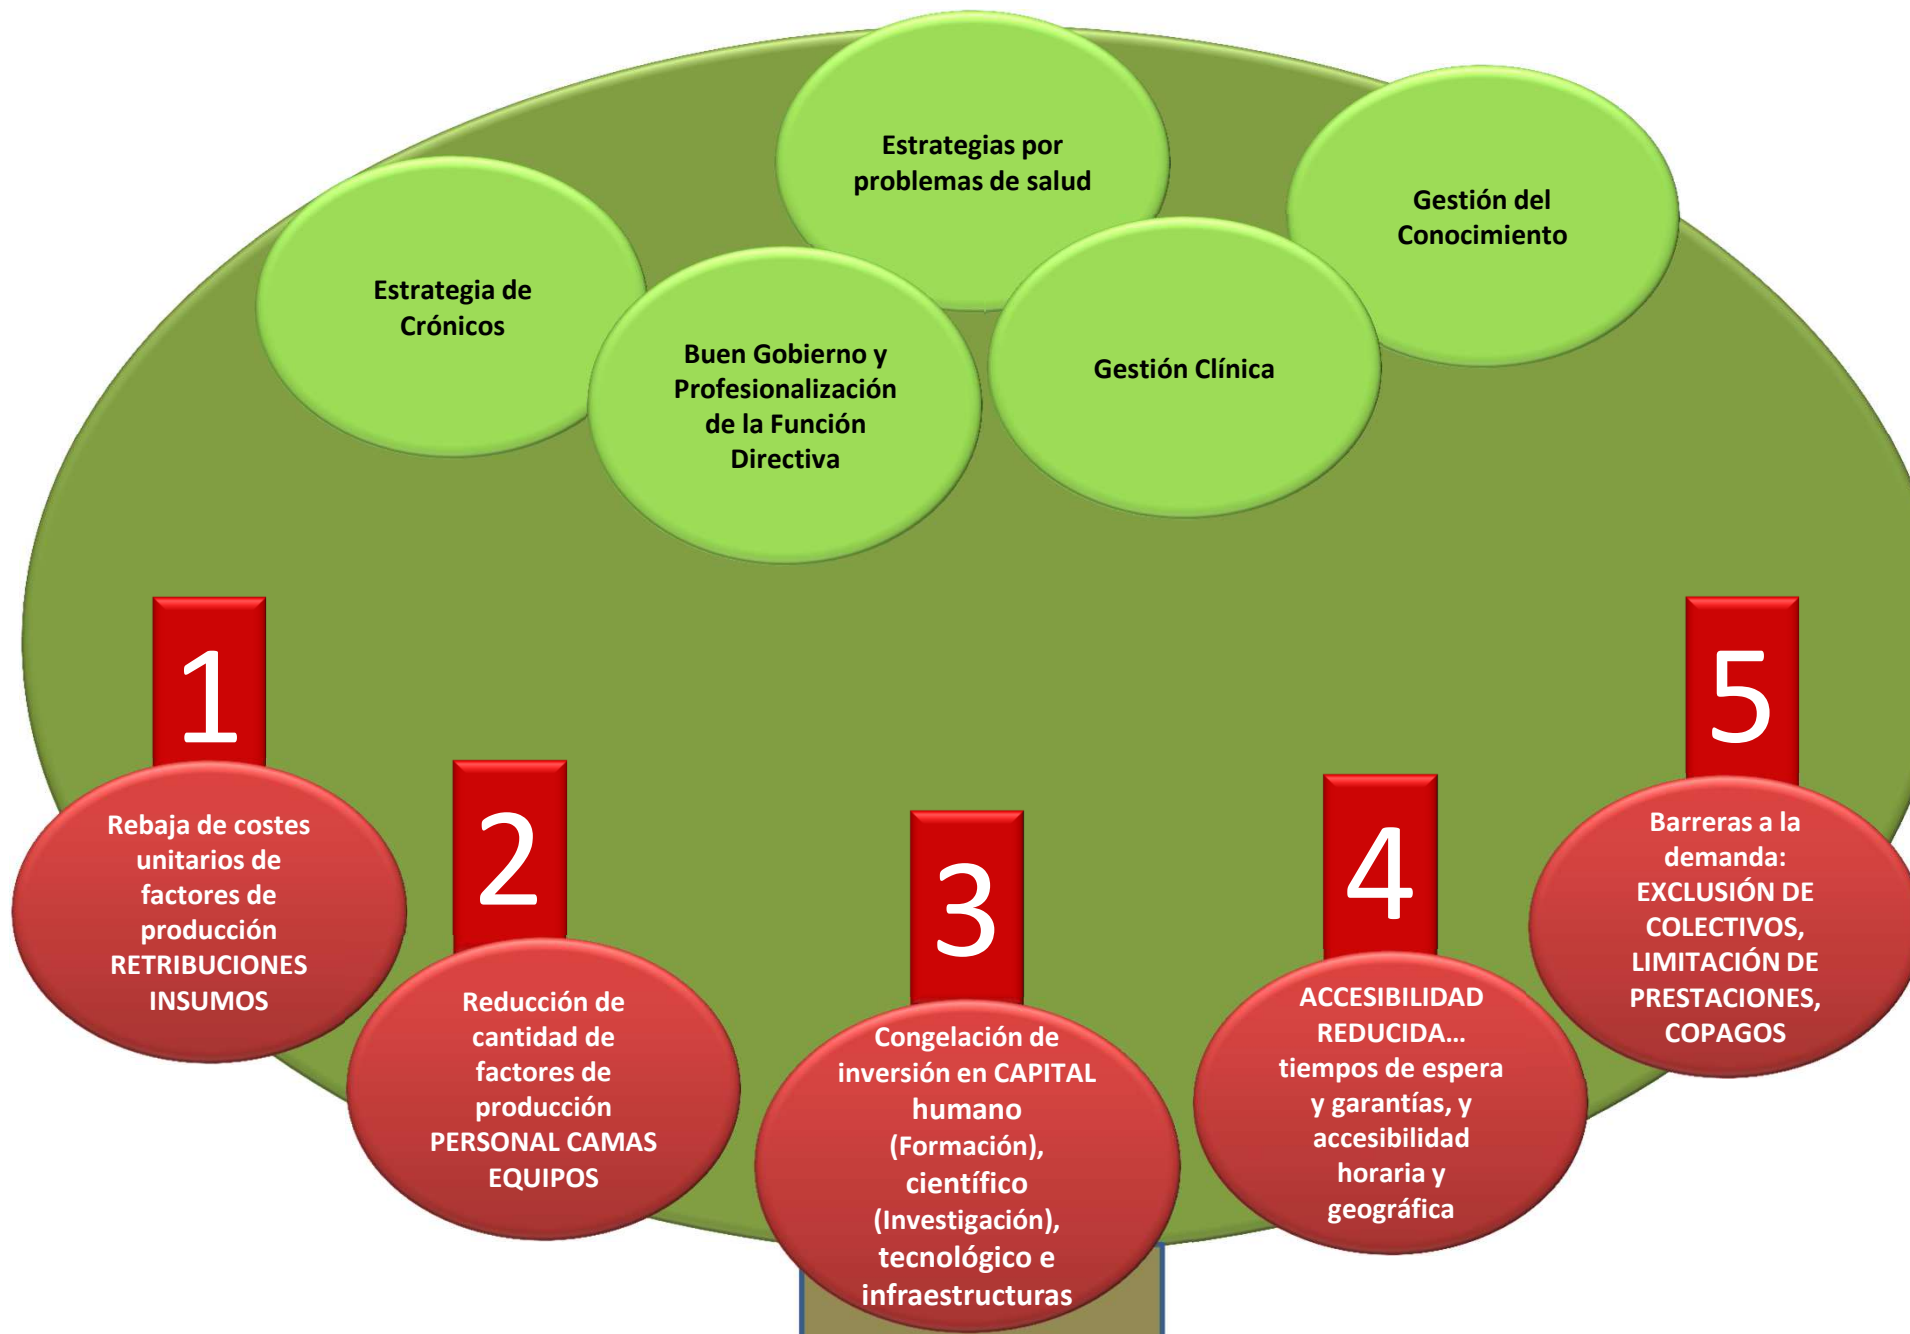 Estrategias por
problemas de salud
Gestión del
Conocimiento
Estrategia de
Crónicos
Buen Gobierno y
Profesionalización
de la Función
Directiva
Gestión Clínica
1
Rebaja de costes
unitarios de
factores de
producción
RETRIBUCIONES
INSUMOS
2
Reducción de
cantidad de
factores de
producción
PERSONAL CAMAS
EQUIPOS
3
Congelación de
inversión en CAPITAL
humano
(Formación),
científico
(Investigación),
tecnológico e
infraestructuras
4
ACCESIBILIDAD
REDUCIDA...
tiempos de espera
y garantías, y
accesibilidad
horaria y
geográfica
5
Barreras a la
demanda:
EXCLUSIÓN DE
COLECTIVOS,
LIMITACIÓN DE
PRESTACIONES,
COPAGOS